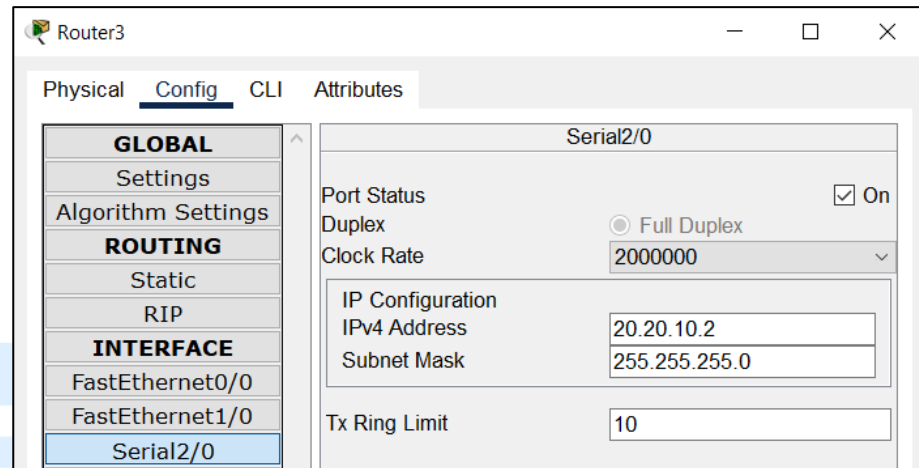 Router3
Physical Config CLI Attributes
GLOBAL
Settings
Algorithm Settings
ROUTING
Static
RIP
INTERFACE
FastEthernet0/0
FastEthernet1/0
Serial2/0
Serial2/0
Port Status On
Duplex Full Duplex
Clock Rate 2000000
IP Configuration
IPv4 Address 20.20.10.2
Subnet Mask 255.255.255.0
Tx Ring Limit 10